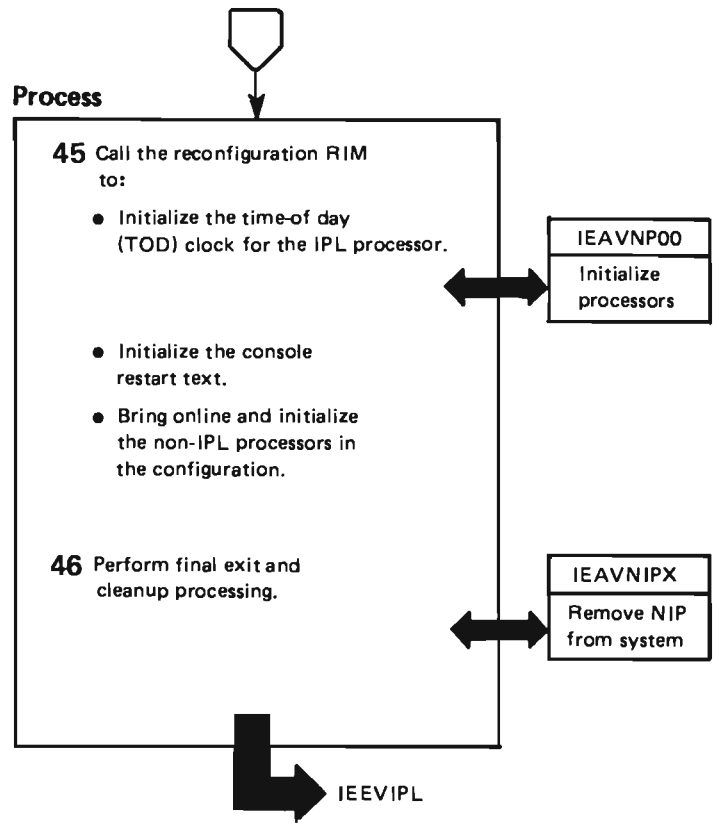 Process
45 Call the reconfiguration RIM
to:
● Initialize the time-of day
(TOD) clock for the IPL processor.
IEAVNP00
Initialize
processors
● Initialize the console
restart text.
● Bring online and initialize
the non-IPL processors in
the configuration.
46 Perform final exit and
cleanup processing.
IEAVNIPX
Remove NIP
from system
IEEVIPL